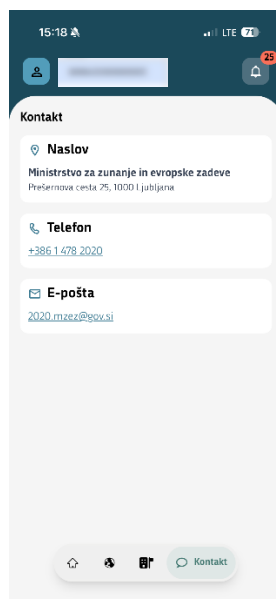 15:18
LTE 71
25
Kontakt
Naslov
Ministrstvo za zunanje in evropske zadeve
Prešernova cesta 25, 1000 Ljubljana
Telefon
+386 1 478 2020
E-pošta
2020.mzez@gov.si
Kontakt